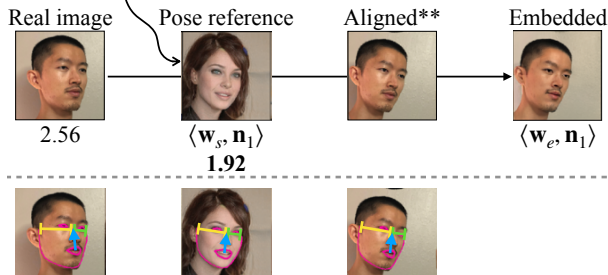 Real image Pose reference Aligned** Embedded
2.56 ⟨w_s, n_1⟩ ⟨w_e, n_1⟩
1.92